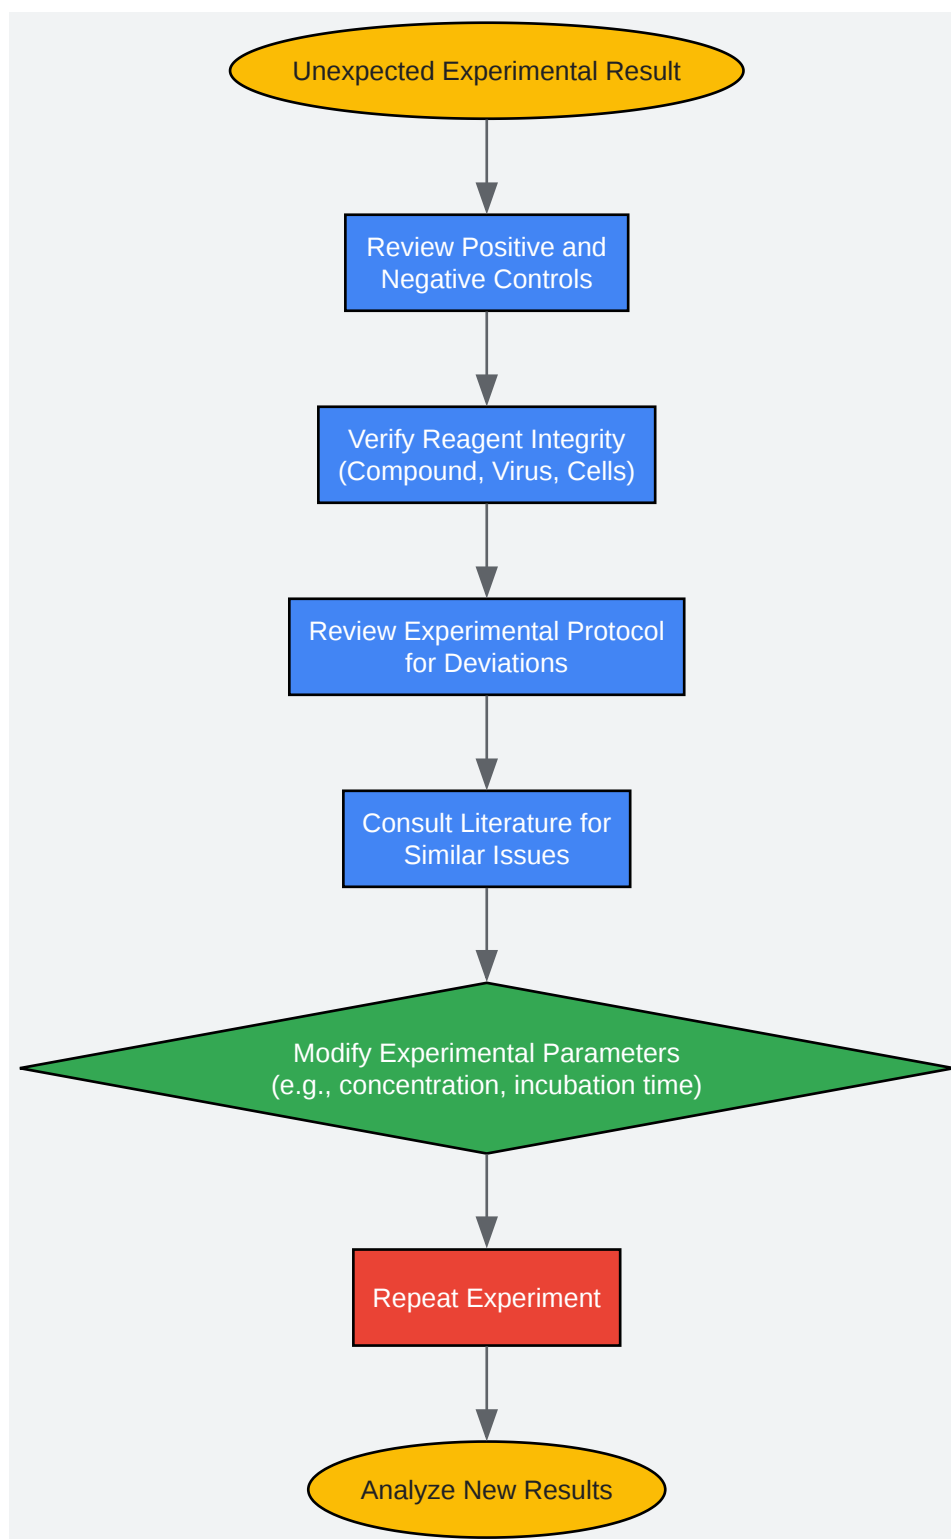 Unexpected Experimental Result
Review Positive and
Negative Controls
Verify Reagent Integrity
(Compound, Virus, Cells)
Review Experimental Protocol
for Deviations
Consult Literature for
Similar Issues
Modify Experimental Parameters
(e.g., concentration, incubation time)
Repeat Experiment
Analyze New Results